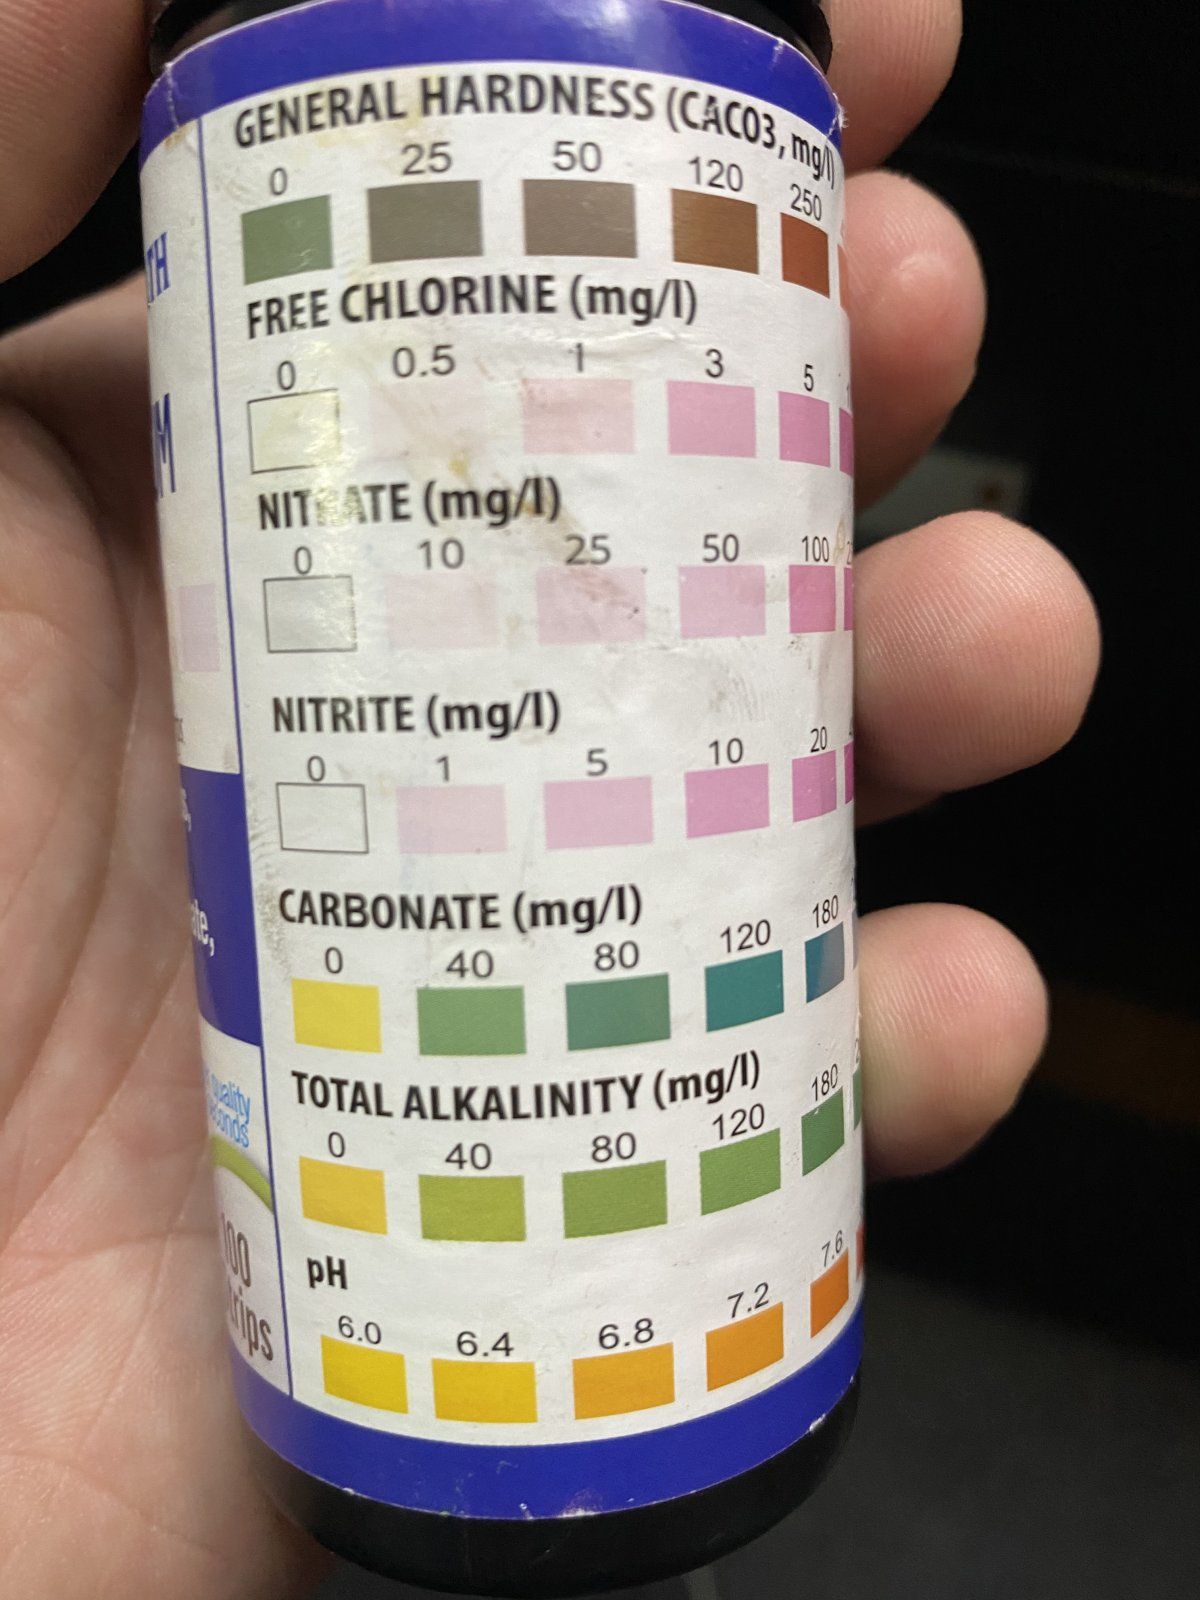 GENERAL HARDNESS (CACO3, mg/l)
0 25 50 120 250
FREE CHLORINE (mg/l)
0 0.5 1 3 5
NITRATE (mg/l)
0 10 25 50 100
NITRITE (mg/l)
0 1 5 10 20
CARBONATE (mg/l)
0 40 80 120 180
TOTAL ALKALINITY (mg/l)
0 40 80 120 180
pH
6.0 6.4 6.8 7.2 7.6
quality
100